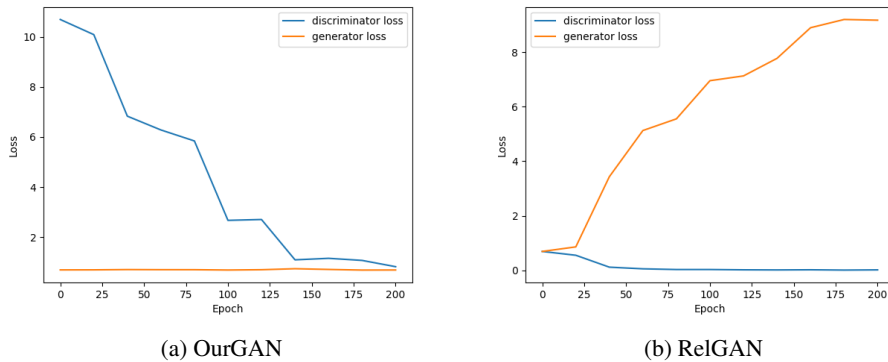 discriminator loss
generator loss
10
8
6
4
2
Loss
0 25 50 75 100 125 150 175 200
Epoch
(a) OurGAN
discriminator loss
generator loss
8
6
4
2
0
Loss
0 25 50 75 100 125 150 175 200
Epoch
(b) RelGAN